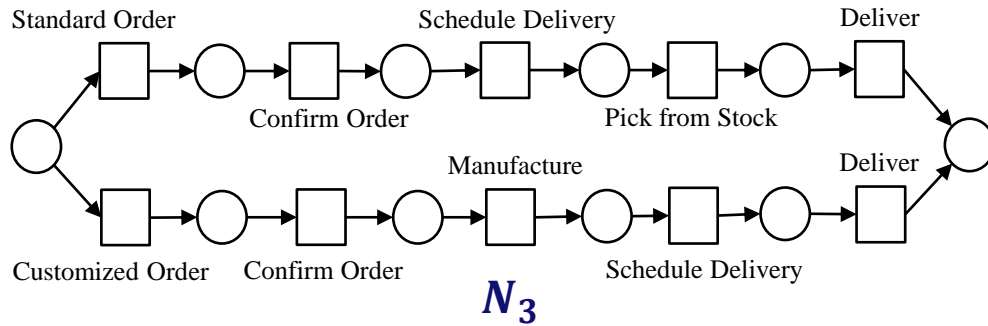 Standard Order
Schedule Delivery
Deliver
Confirm Order
Pick from Stock
Manufacture
Deliver
Customized Order
Confirm Order
Schedule Delivery
N₃